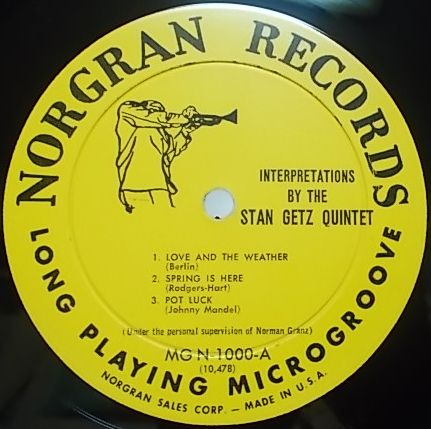 NORGRAN RECORDS
INTERPRETATIONS
BY THE
STAN GETZ QUINTET
1. LOVE AND THE WEATHER
(Berlin)
2. SPRING IS HERE
(Rodgers-Hart)
3. POT LUCK
(Johnny Mandel)
(Under the personal supervision of Norman Granz)
MG N 1000-A
(10,478)
LONG PLAYING MICROGROOVE
NORGRAN SALES CORP. — MADE IN U.S.A.